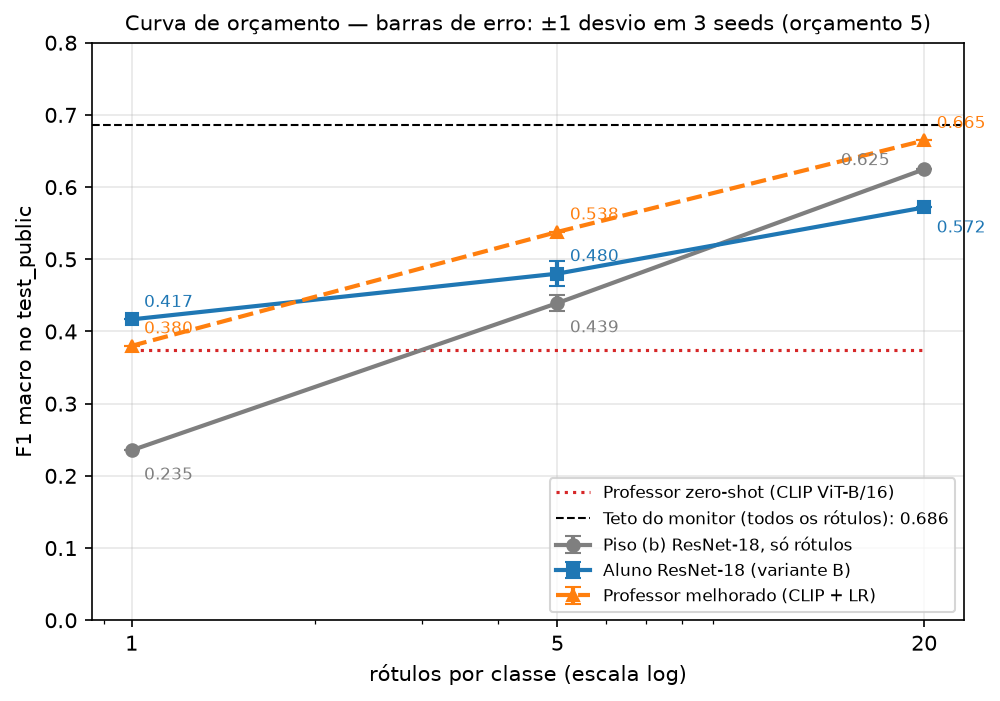 Curva de orçamento — barras de erro: ±1 desvio em 3 seeds (orçamento 5)
F1 macro no test_public
0.8
0.7
0.6
0.5
0.4
0.3
0.2
0.1
0.0
0.665
0.625
0.572
0.538
0.480
0.439
0.417
0.380
0.235
Professor zero-shot (CLIP ViT-B/16)
Teto do monitor (todos os rótulos): 0.686
Piso (b) ResNet-18, só rótulos
Aluno ResNet-18 (variante B)
Professor melhorado (CLIP + LR)
1
5
20
rótulos por classe (escala log)